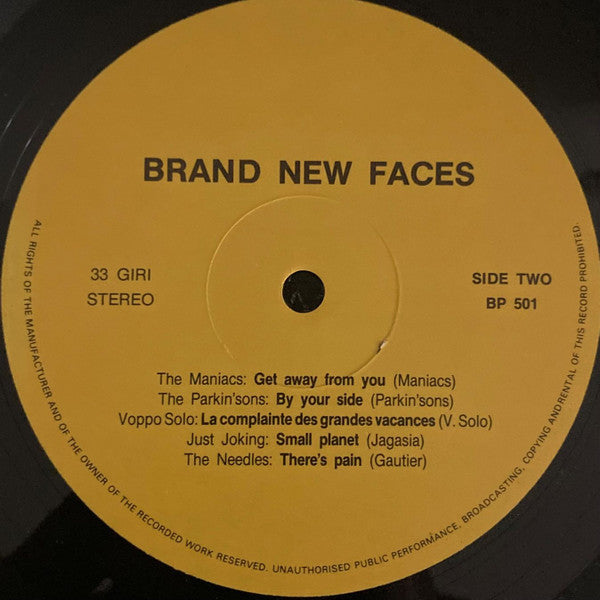 BRAND NEW FACES
33 GIRI
STEREO
SIDE TWO
BP 501
The Maniacs: Get away from you (Maniacs)
The Parkin'sons: By your side (Parkin'sons)
Voppo Solo: La complainte des grandes vacances (V. Solo)
Just Joking: Small planet (Jagasia)
The Needles: There's pain (Gautier)
ALL RIGHTS OF THE MANUFACTURER AND OF THE OWNER OF THE RECORDED WORK RESERVED. UNAUTHORISED PUBLIC PERFORMANCE, BROADCASTING, COPYING ANDRENTAL OF THIS RECORD PROHIBITED.